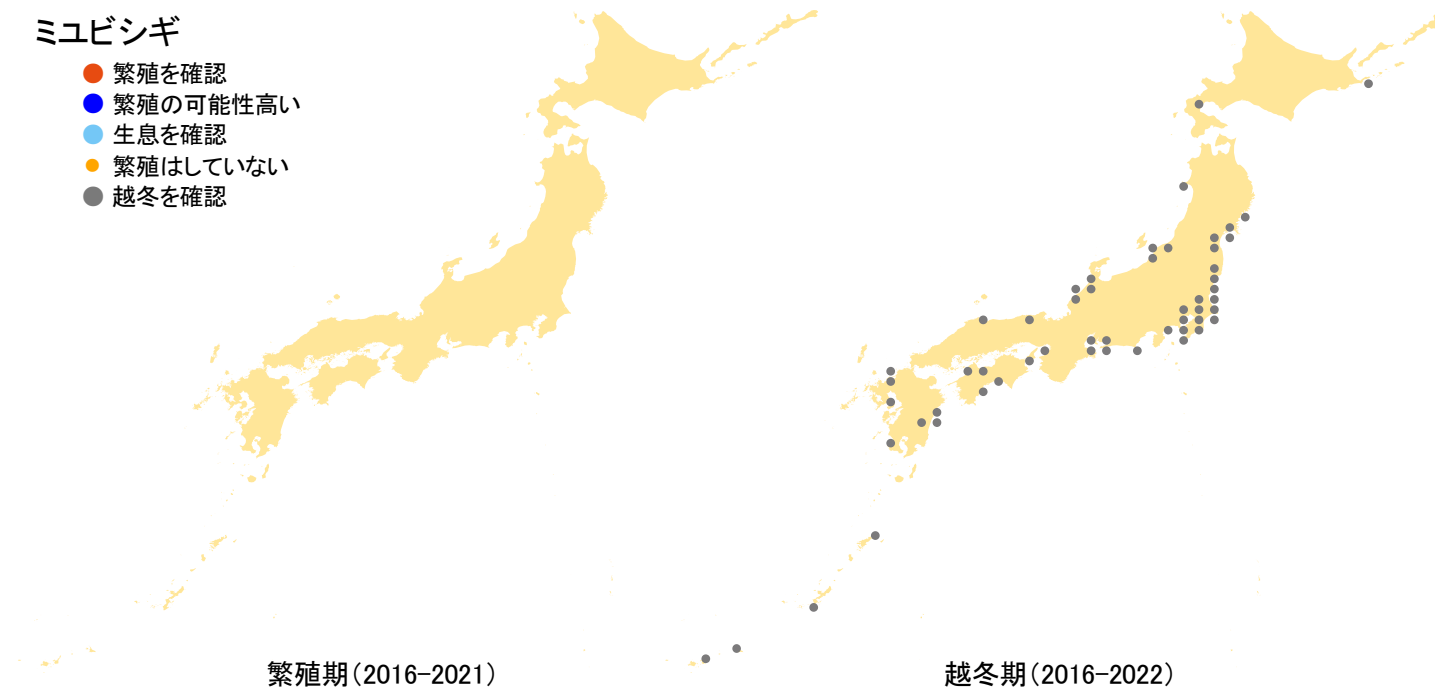 ミユビシギ
繁殖を確認
繁殖の可能性高い
生息を確認
繁殖はしていない
越冬を確認
繁殖期（2016-2021）
越冬期（2016-2022）